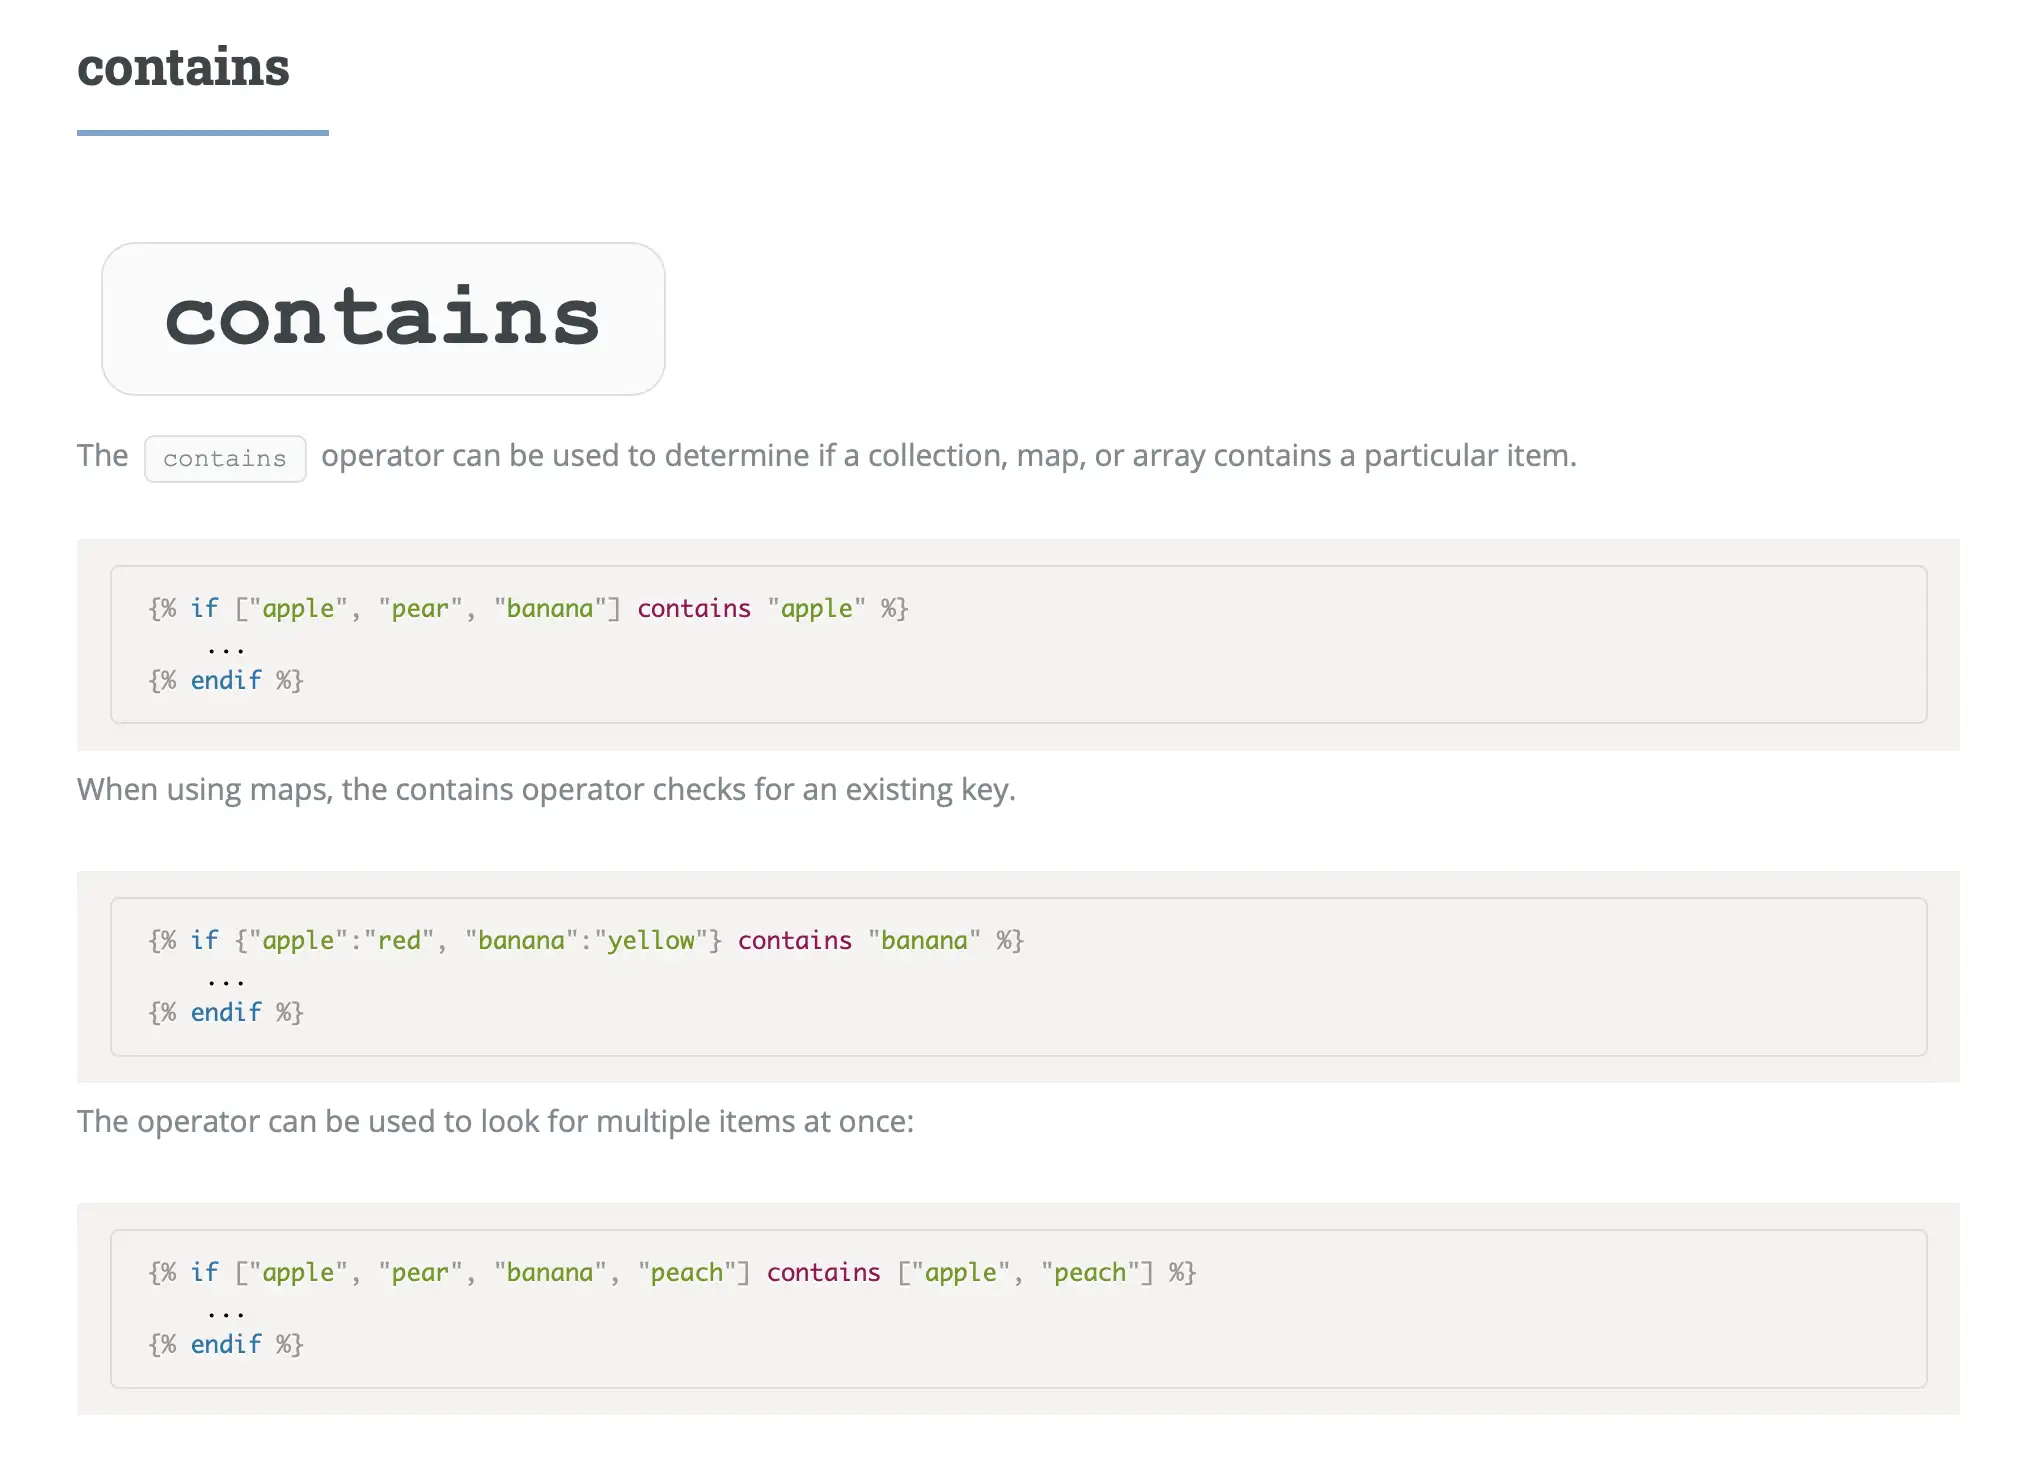 contains
contains
The contains operator can be used to determine if a collection, map, or array contains a particular item.
{% if ["apple", "pear", "banana"] contains "apple" %}
...
{% endif %}
When using maps, the contains operator checks for an existing key.
{% if {"apple":"red", "banana":"yellow"} contains "banana" %}
...
{% endif %}
The operator can be used to look for multiple items at once:
{% if ["apple", "pear", "banana", "peach"] contains ["apple", "peach"] %}
...
{% endif %}